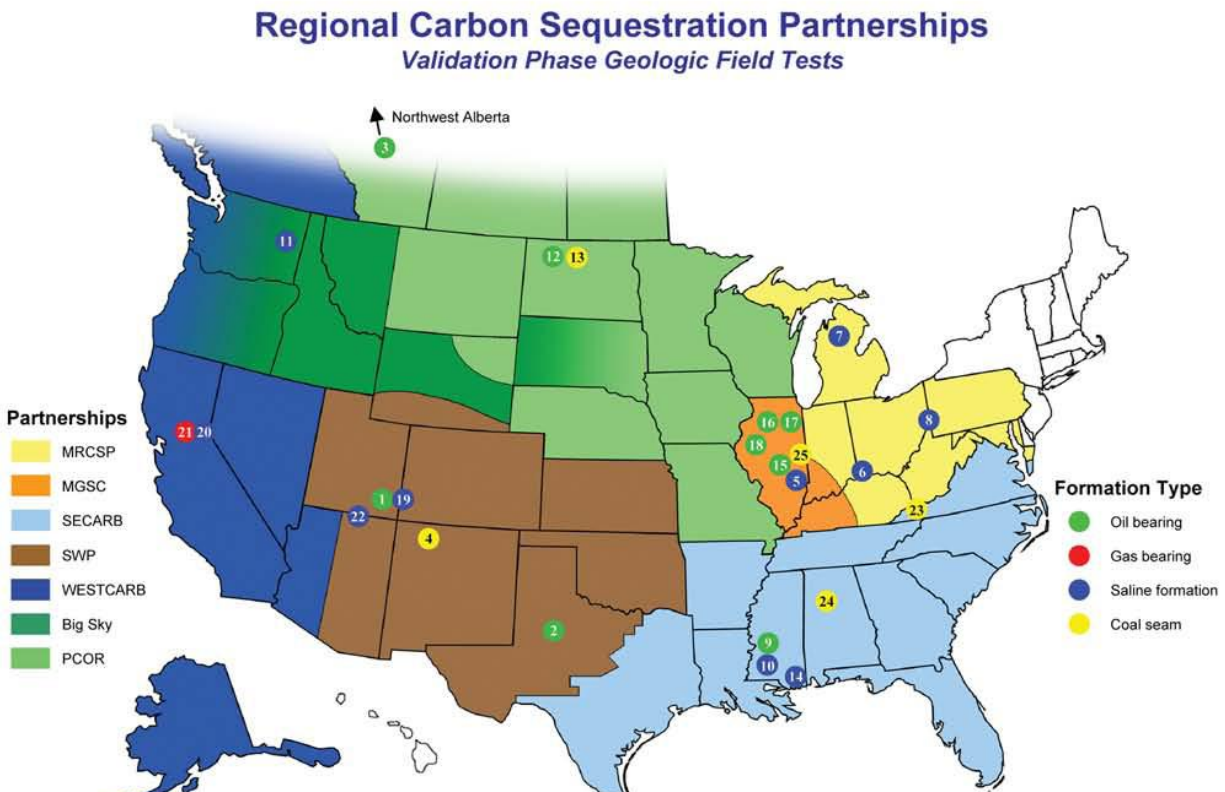 Regional Carbon Sequestration Partnerships
Validation Phase Geologic Field Tests
Northwest Alberta
3
11
12 13
7
Partnerships
MRCSP
MGSC
SECARB
SWP
WESTCARB
Big Sky
PCOR
21 20
16 17
18 25
15
5
8
6
23
1 19
22
4
2
24
9
10
14
Formation Type
Oil bearing
Gas bearing
Saline formation
Coal seam